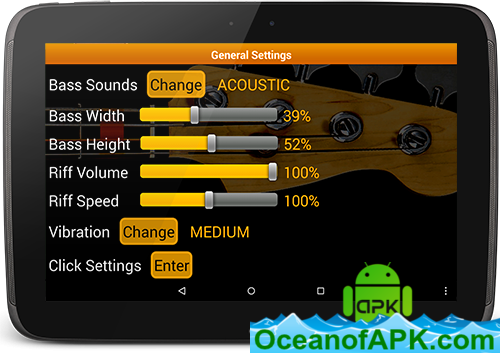 General Settings
Bass Sounds Change ACOUSTIC
Bass Width 39%
Bass Height 52%
Riff Volume 100%
Riff Speed 100%
Vibration Change MEDIUM
Click Settings Enter
APK
OceanofAPK.com